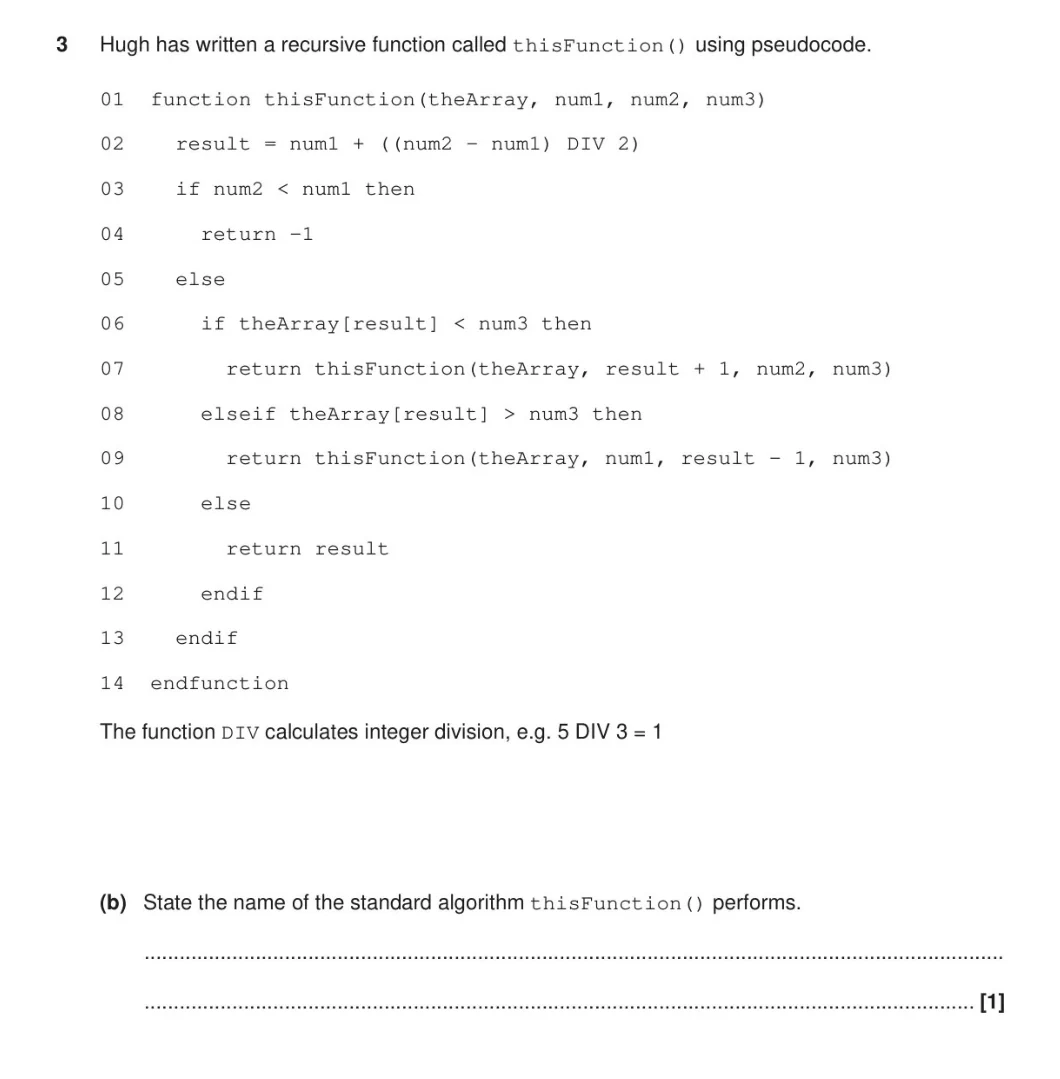 3 Hugh has written a recursive function called thisFunction() using pseudocode.
01 function thisFunction(theArray, num1, num2, num3)
02 result = num1 + ((num2 - num1) DIV 2)
03 if num2 < num1 then
04 return -1
05 else
06 if theArray[result] < num3 then
07 return thisFunction(theArray, result + 1, num2, num3)
08 elseif theArray[result] > num3 then
09 return thisFunction(theArray, num1, result - 1, num3)
10 else
11 return result
12 endif
13 endif
14 endfunction
The function DIV calculates integer division, e.g. 5 DIV 3 = 1
(b) State the name of the standard algorithm thisFunction() performs.
[1]